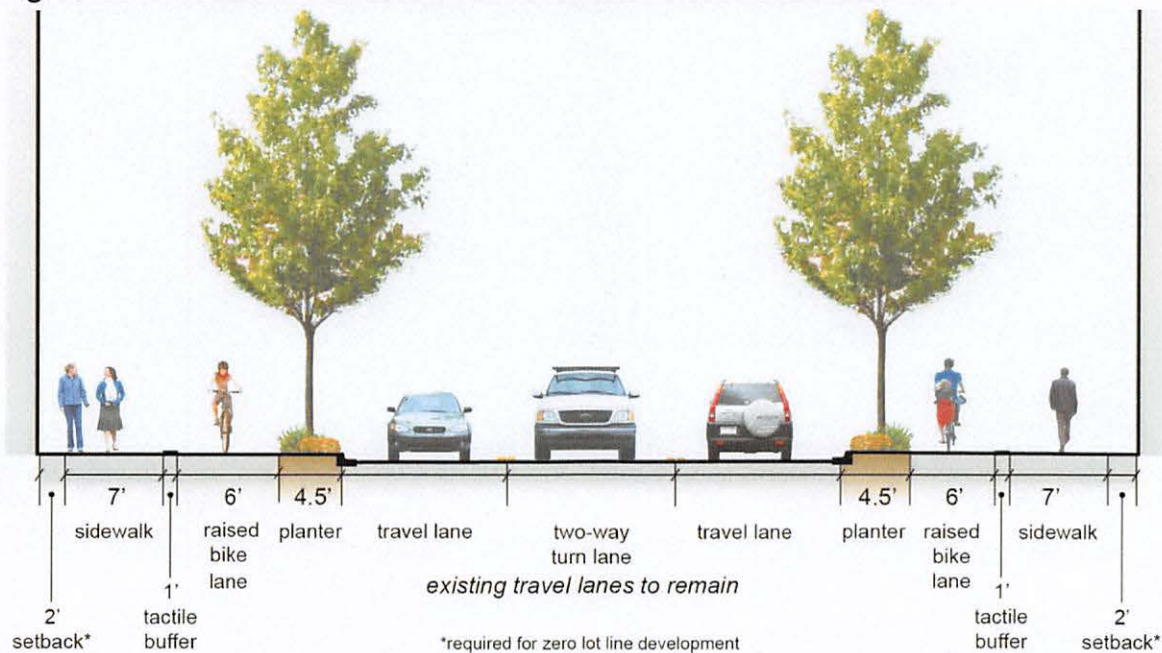 7' 6' 4.5' 4.5' 6' 7'
sidewalk raised planter travel lane two-way travel lane planter raised sidewalk
bike turn lane bike
lane lane
existing travel lanes to remain
1' 1'
2' tactile tactile 2'
setback* buffer *required for zero lot line development buffer setback*